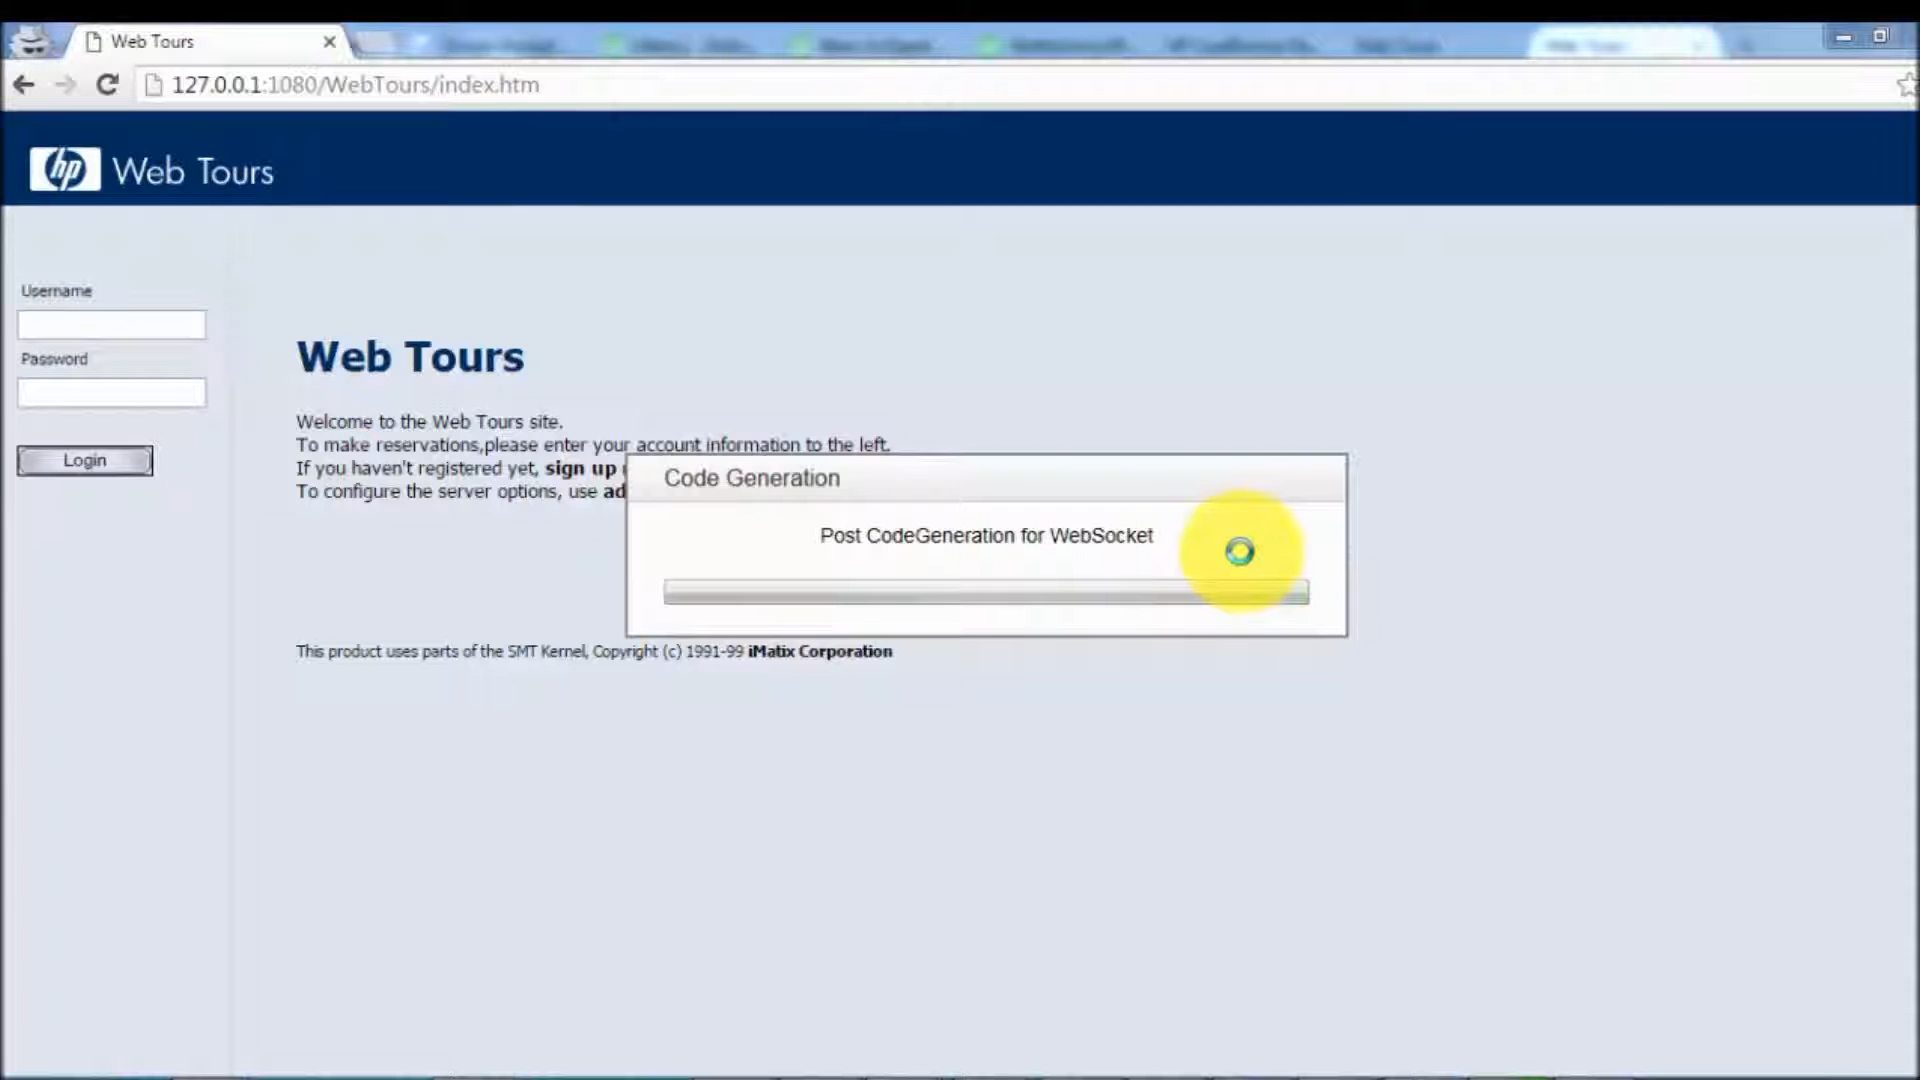 Web Tours
127.0.0.1:1080/WebTours/index.htm
hp Web Tours
Username
Password
Login
Web Tours
Welcome to the Web Tours site.
To make reservations,please enter your account information to the left.
If you haven't registered yet, sign up
To configure the server options, use ad
Code Generation
Post CodeGeneration for WebSocket
This product uses parts of the SMT Kernel, Copyright (c) 1991-99 iMatix Corporation